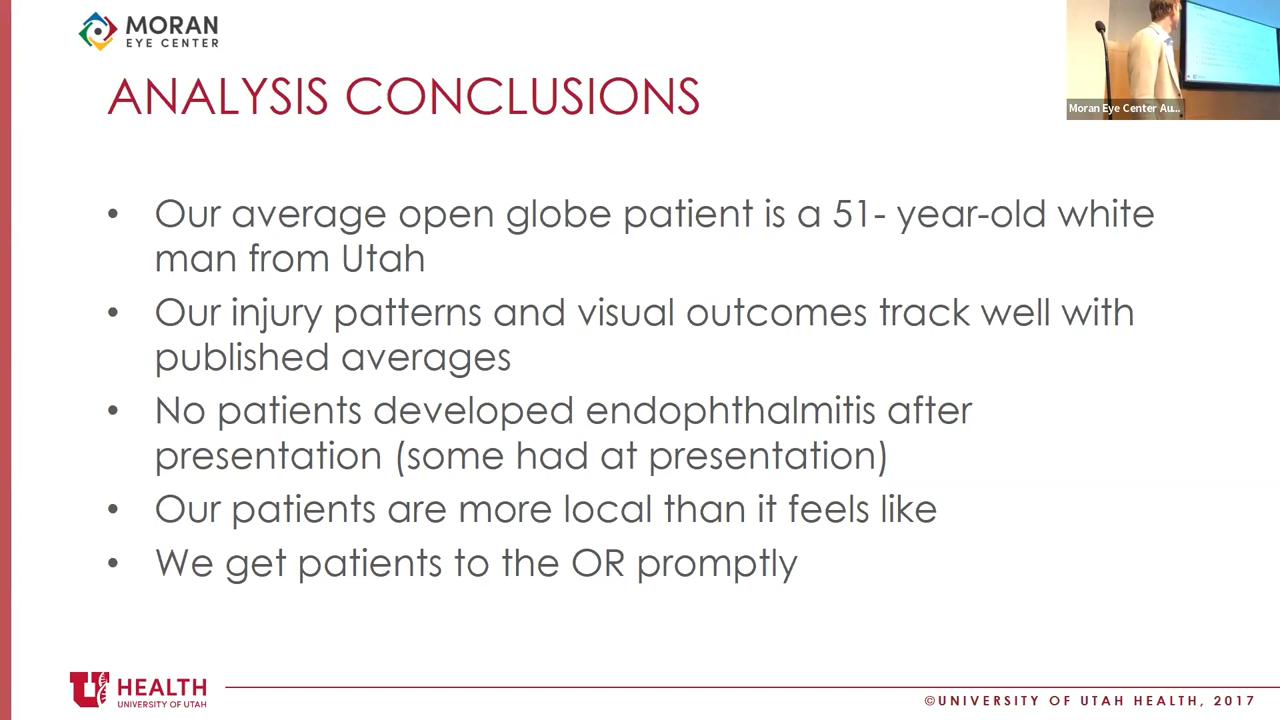 MORAN
EYE CENTER
ANALYSIS CONCLUSIONS
Moran Eye Center Au...
• Our average open globe patient is a 51- year-old white
man from Utah
• Our injury patterns and visual outcomes track well with
published averages
• No patients developed endophthalmitis after
presentation (some had at presentation)
• Our patients are more local than it feels like
• We get patients to the OR promptly
U HEALTH
UNIVERSITY OF UTAH
©UNIVERSITY OF UTAH HEALTH, 2017